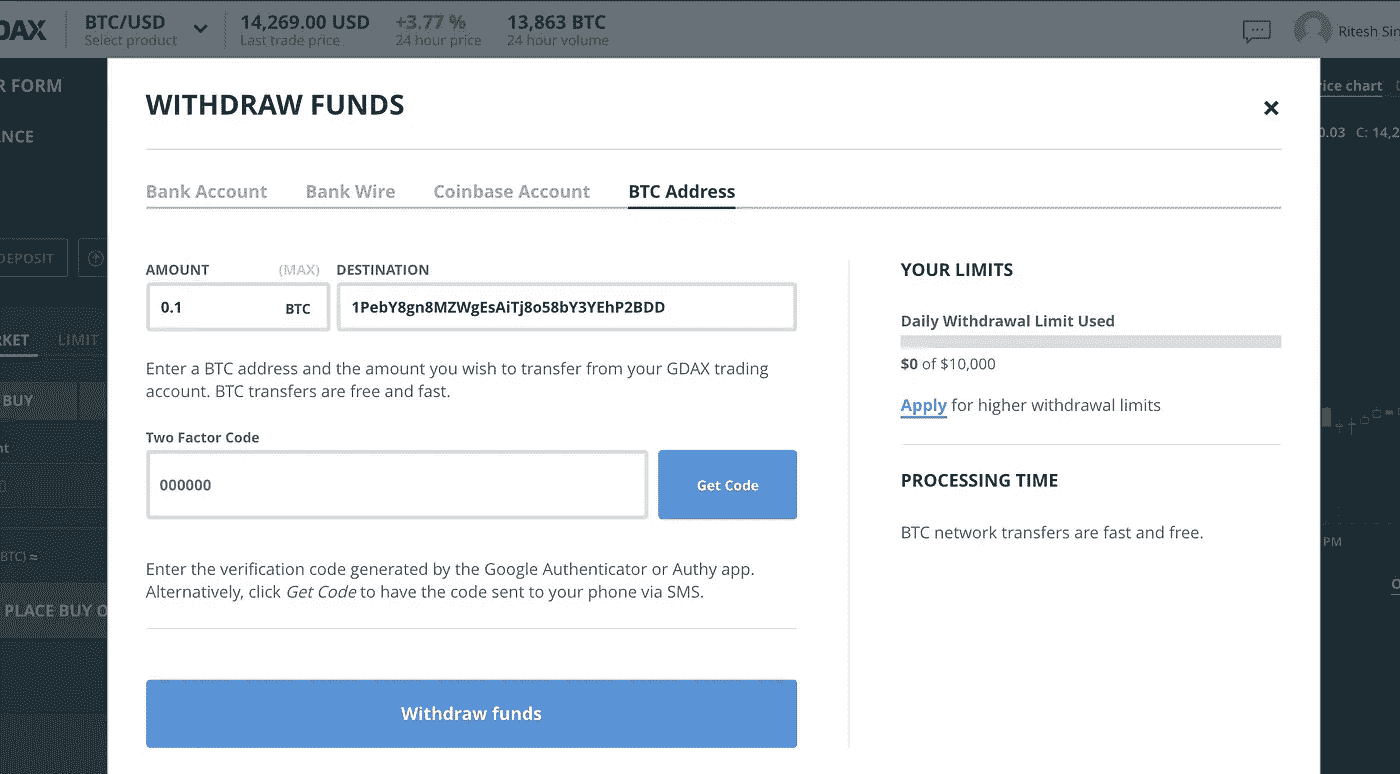 DAX
BTC/USD
Select product
14,269.00 USD
Last trade price
+3.77 %
24 hour price
13,863 BTC
24 hour volume
Ritesh Sin
R FORM
rice chart
NCE
0.03 C: 14,2
WITHDRAW FUNDS
Bank Account Bank Wire Coinbase Account BTC Address
DEPOSIT
AMOUNT (MAX) DESTINATION
0.1 BTC 1PebY8gn8MZWgEsAiTj8o58bY3YEhP2BDD
RKET LIMIT
Enter a BTC address and the amount you wish to transfer from your GDAX trading
account. BTC transfers are free and fast.
BUY
Two Factor Code
nt
000000
Get Code
Enter the verification code generated by the Google Authenticator or Authy app.
Alternatively, click Get Code to have the code sent to your phone via SMS.
BTC) ≈
PLACE BUY O
Withdraw funds
YOUR LIMITS
Daily Withdrawal Limit Used
$0 of $10,000
Apply for higher withdrawal limits
PROCESSING TIME
BTC network transfers are fast and free.
PM